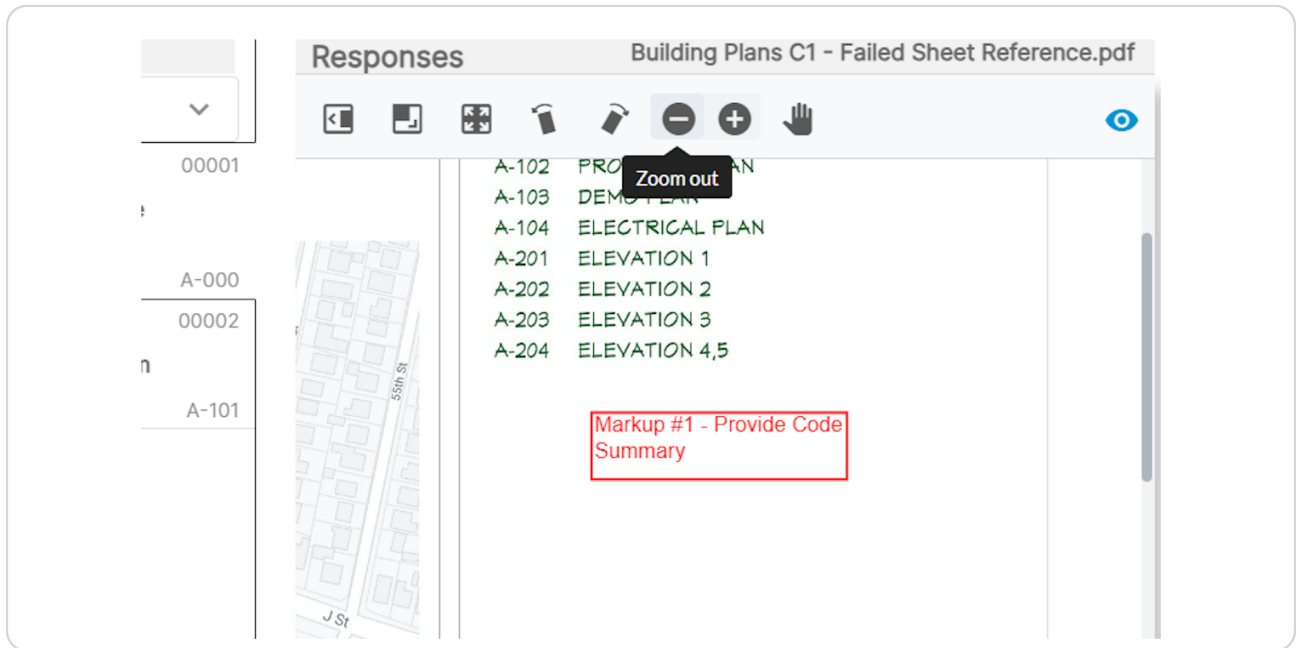 Responses
Building Plans C1 - Failed Sheet Reference.pdf
Zoom out
00001
A-000
00002
A-101
A-102
A-103 DEMO PLAN
A-104 ELECTRICAL PLAN
A-201 ELEVATION 1
A-202 ELEVATION 2
A-203 ELEVATION 3
A-204 ELEVATION 4,5
55th St
Markup #1 - Provide Code
Summary
J St